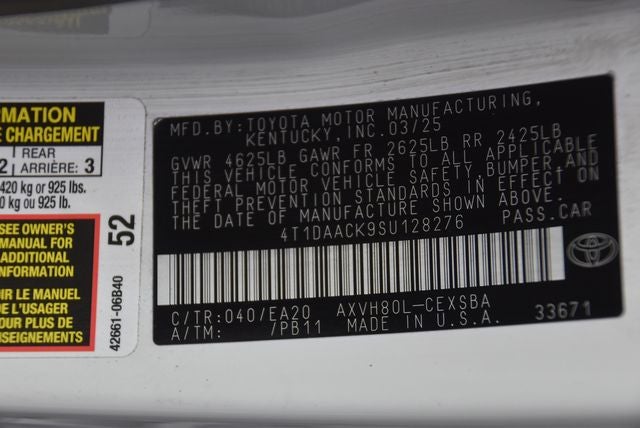 MATION
E CHARGEMENT
2 | REAR ARRIÈRE: 3
420 kg or 925 lbs.
0 kg ou 925 lb.
SEE OWNER'S
MANUAL FOR
ADDITIONAL
INFORMATION
IR LE MANUEL
DE L'USAGER
OUR PLUS DE
SEIGNEMENTS
52
42661-06B40
MFD.BY:TOYOTA MOTOR MANUFACTURING,
KENTUCKY,INC.03/25
GVWR 4625LB GAWR FR 2625LB RR 2425LB
THIS VEHICLE CONFORMS TO ALL APPLICABLE
FEDERAL MOTOR VEHICLE SAFETY,BUMPER,AND
THEFT PREVENTION STANDARDS IN EFFECT ON
THE DATE OF MANUFACTURE SHOWN ABOVE.
4T1DAACK9SU128276 PASS.CAR
C/TR:040/EA20 AXVH80L-CEXSBA
A/TM: /PB11 MADE IN U.S.A. 33671